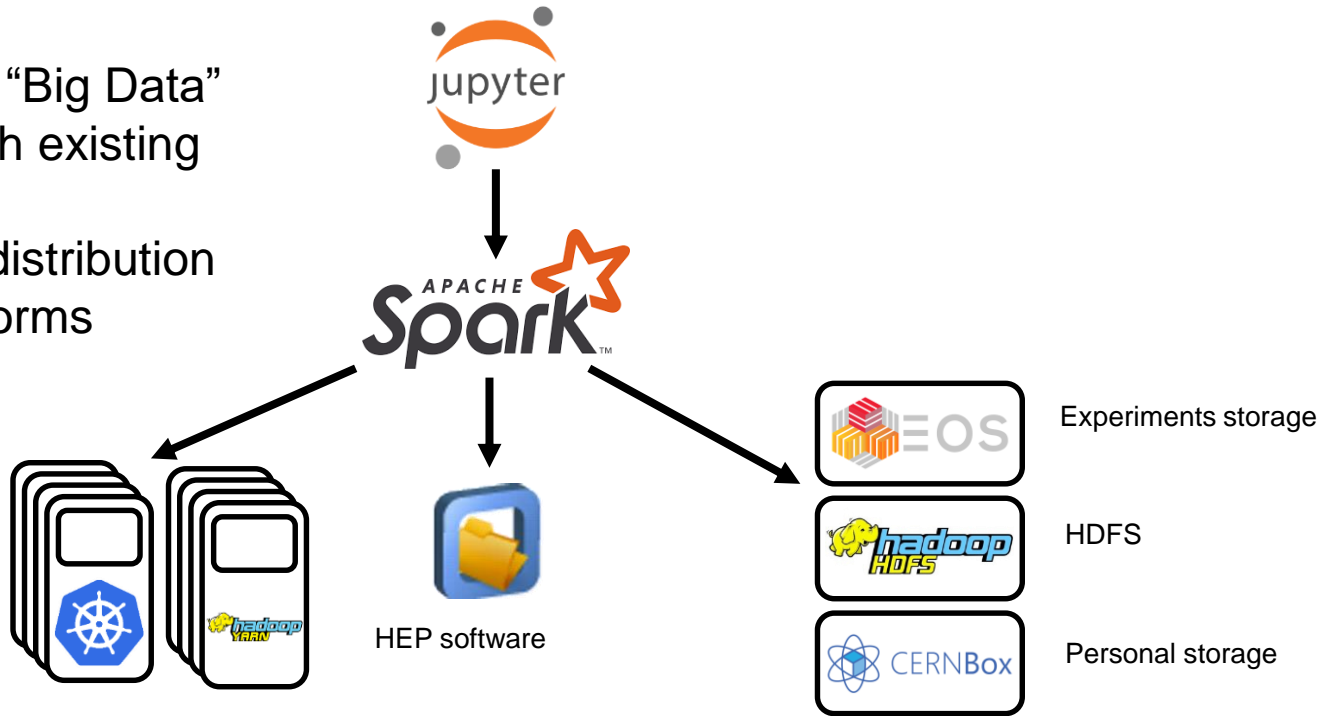 jupyter
“Big Data”
h existing
distribution
orms
APACHE
Spark™
EOS
Experiments storage
hadoop
HDFS
HDFS
hadoop
YARN
HEP software
CERNBox
Personal storage